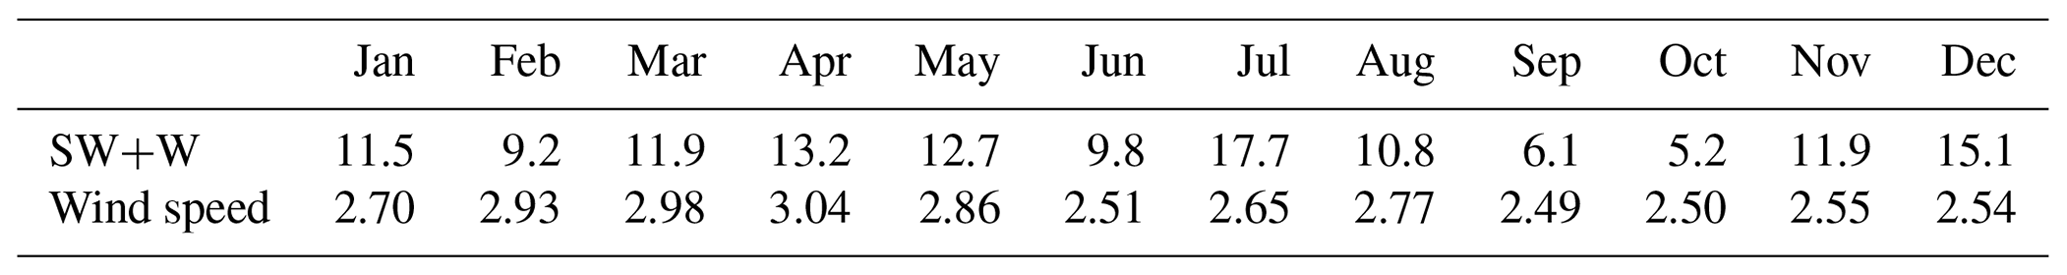 Jan Feb Mar Apr May Jun Jul Aug Sep Oct Nov Dec
SW+W 11.5 9.2 11.9 13.2 12.7 9.8 17.7 10.8 6.1 5.2 11.9 15.1
Wind speed 2.70 2.93 2.98 3.04 2.86 2.51 2.65 2.77 2.49 2.50 2.55 2.54